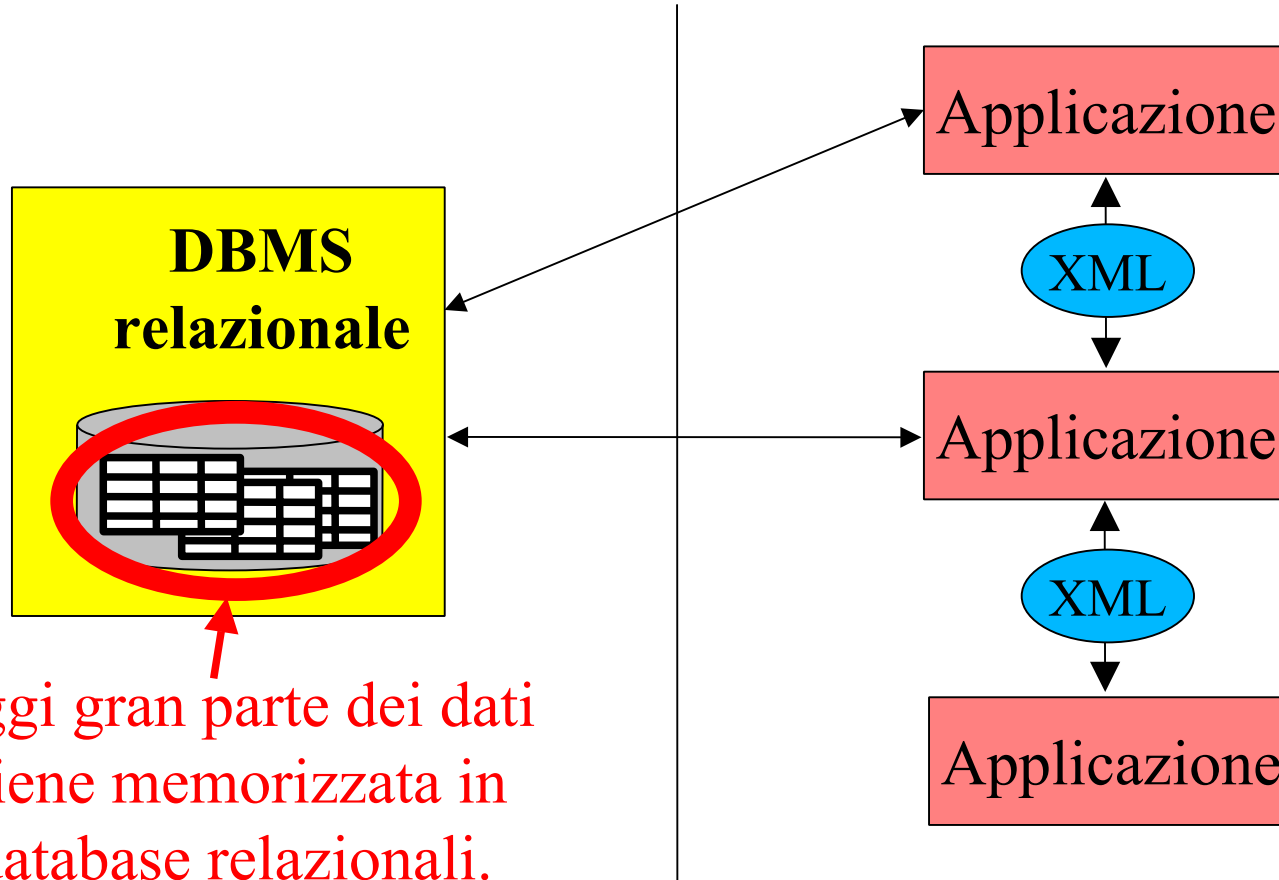 Applicazione
DBMS
relazionale
XML
Applicazione
XML
ggi gran parte dei dati
iene memorizzata in
atabase relazionali.
Applicazione